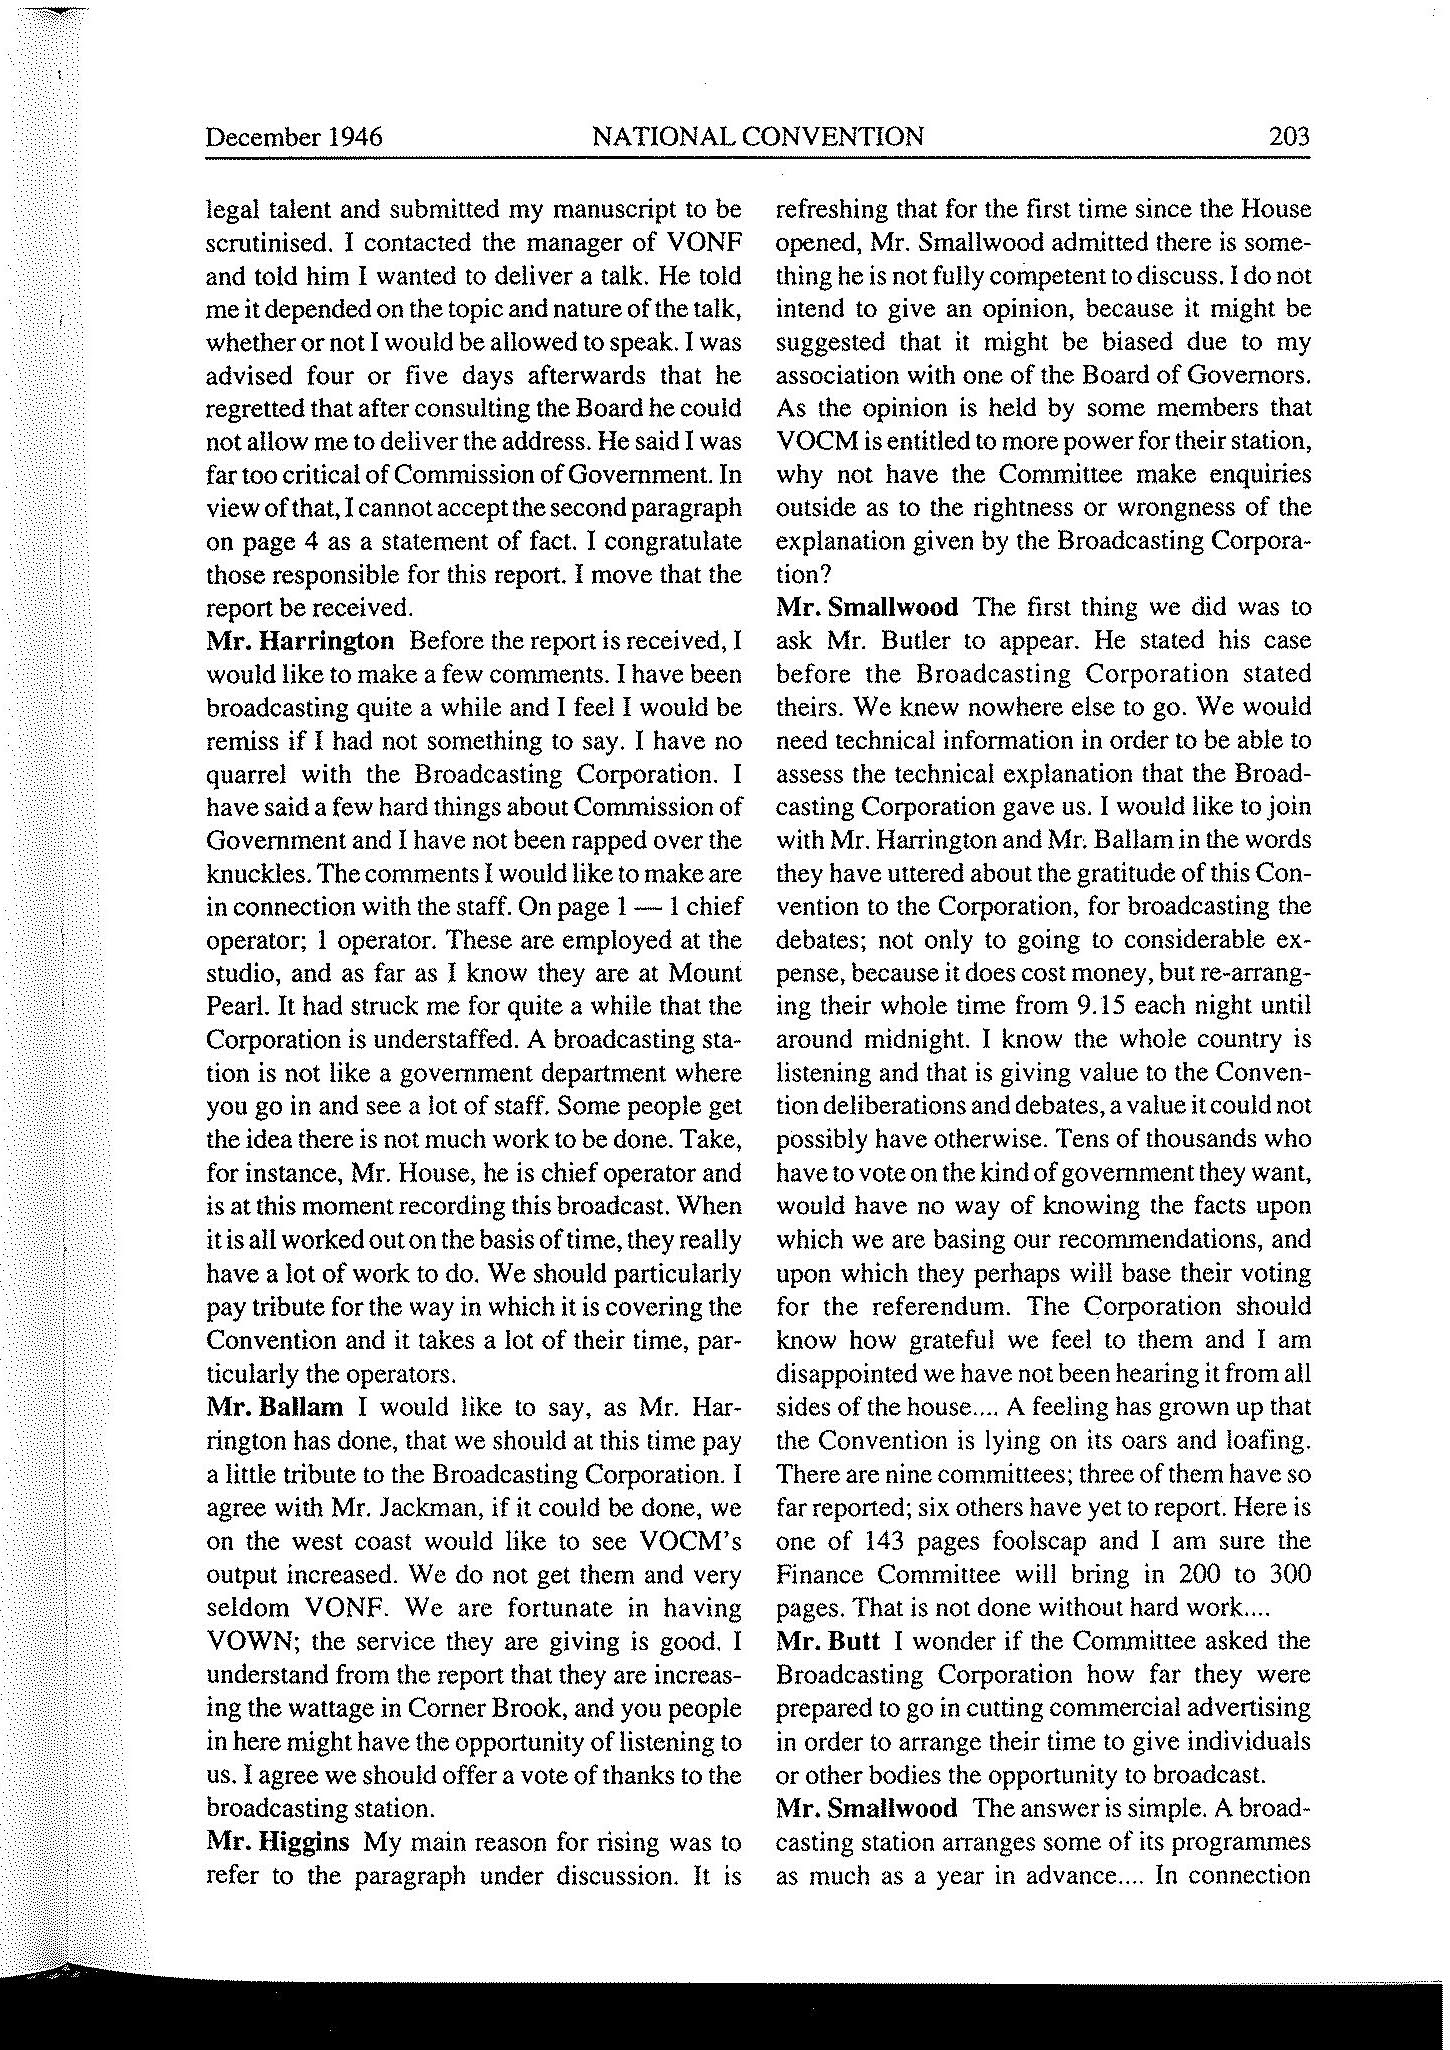 December 1946 NATIONAL CONVENTION 203
legal talent and submitted my manuscript to be
scrutinised. I contacted the manager of VONF
and told him I wanted to deliver a talk. He told
me it depended on the topic and nature of the talk,
whether or not I would be allowed to speak. I was
advised four or five days afterwards that he
regretted that after consulting the Board he could
not allow me to deliver the address. He said I was
far too critical of Commission of Government. In
view of that, I cannot accept the second paragraph
on page 4 as a statement of fact. I congratulate
those responsible for this report. I move that the
report be received.
Mr. Harrington Before the report is received, I
would like to make a few comments. I have been
broadcasting quite a while and I feel I would be
remiss if I had not something to say. I have no
quarrel with the Broadcasting Corporation. I
have said a few hard things about Commission of
Government and I have not been rapped over the
knuckles. The comments I would like to make are
in connection with the staff. On page 1 — 1 chief
operator; 1 operator. These are employed at the
studio, and as far as I know they are at Mount
Pearl. It had struck me for quite a while that the
Corporation is understaffed. A broadcasting sta-
tion is not like a government department where
you go in and see a lot of staff. Some people get
the idea there is not much work to be done. Take,
for instance, Mr. House, he is chief operator and
is at this moment recording this broadcast. When
it is all worked out on the basis of time, they really
have a lot of work to do. We should particularly
pay tribute for the way in which it is covering the
Convention and it takes a lot of their time, par-
ticularly the operators.
Mr. Ballam I would like to say, as Mr. Har-
rington has done, that we should at this time pay
a little tribute to the Broadcasting Corporation. I
agree with Mr. Jackman, if it could be done, we
on the west coast would like to see VOCM's
output increased. We do not get them and very
seldom VONF. We are fortunate in having
VOWN; the service they are giving is good. I
understand from the report that they are increas-
ing the wattage in Corner Brook, and you people
in here might have the opportunity of listening to
us. I agree we should offer a vote of thanks to the
broadcasting station.
Mr. Higgins My main reason for rising was to
refer to the paragraph under discussion. It is
refreshing that for the first time since the House
opened, Mr. Smallwood admitted there is some-
thing he is not fully competent to discuss. I do not
intend to give an opinion, because it might be
suggested that it might be biased due to my
association with one of the Board of Governors.
As the opinion is held by some members that
VOCM is entitled to more power for their station,
why not have the Committee make enquiries
outside as to the rightness or wrongness of the
explanation given by the Broadcasting Corpora-
tion?
Mr. Smallwood The first thing we did was to
ask Mr. Butler to appear. He stated his case
before the Broadcasting Corporation stated
theirs. We knew nowhere else to go. We would
need technical information in order to be able to
assess the technical explanation that the Broad-
casting Corporation gave us. I would like to join
with Mr. Harrington and Mr. Ballam in the words
they have uttered about the gratitude of this Con-
vention to the Corporation, for broadcasting the
debates; not only to going to considerable ex-
pense, because it does cost money, but re-arrang-
ing their whole time from 9.15 each night until
around midnight. I know the whole country is
listening and that is giving value to the Conven-
tion deliberations and debates, a value it could not
possibly have otherwise. Tens of thousands who
have to vote on the kind of government they want,
would have no way of knowing the facts upon
which we are basing our recommendations, and
upon which they perhaps will base their voting
for the referendum. The Corporation should
know how grateful we feel to them and I am
disappointed we have not been hearing it from all
sides of the house.... A feeling has grown up that
the Convention is lying on its oars and loafing.
There are nine committees; three of them have so
far reported; six others have yet to report. Here is
one of 143 pages foolscap and I am sure the
Finance Committee will bring in 200 to 300
pages. That is not done without hard work....
Mr. Butt I wonder if the Committee asked the
Broadcasting Corporation how far they were
prepared to go in cutting commercial advertising
in order to arrange their time to give individuals
or other bodies the opportunity to broadcast.
Mr. Smallwood The answer is simple. A broad-
casting station arranges some of its programmes
as much as a year in advance.... In connection